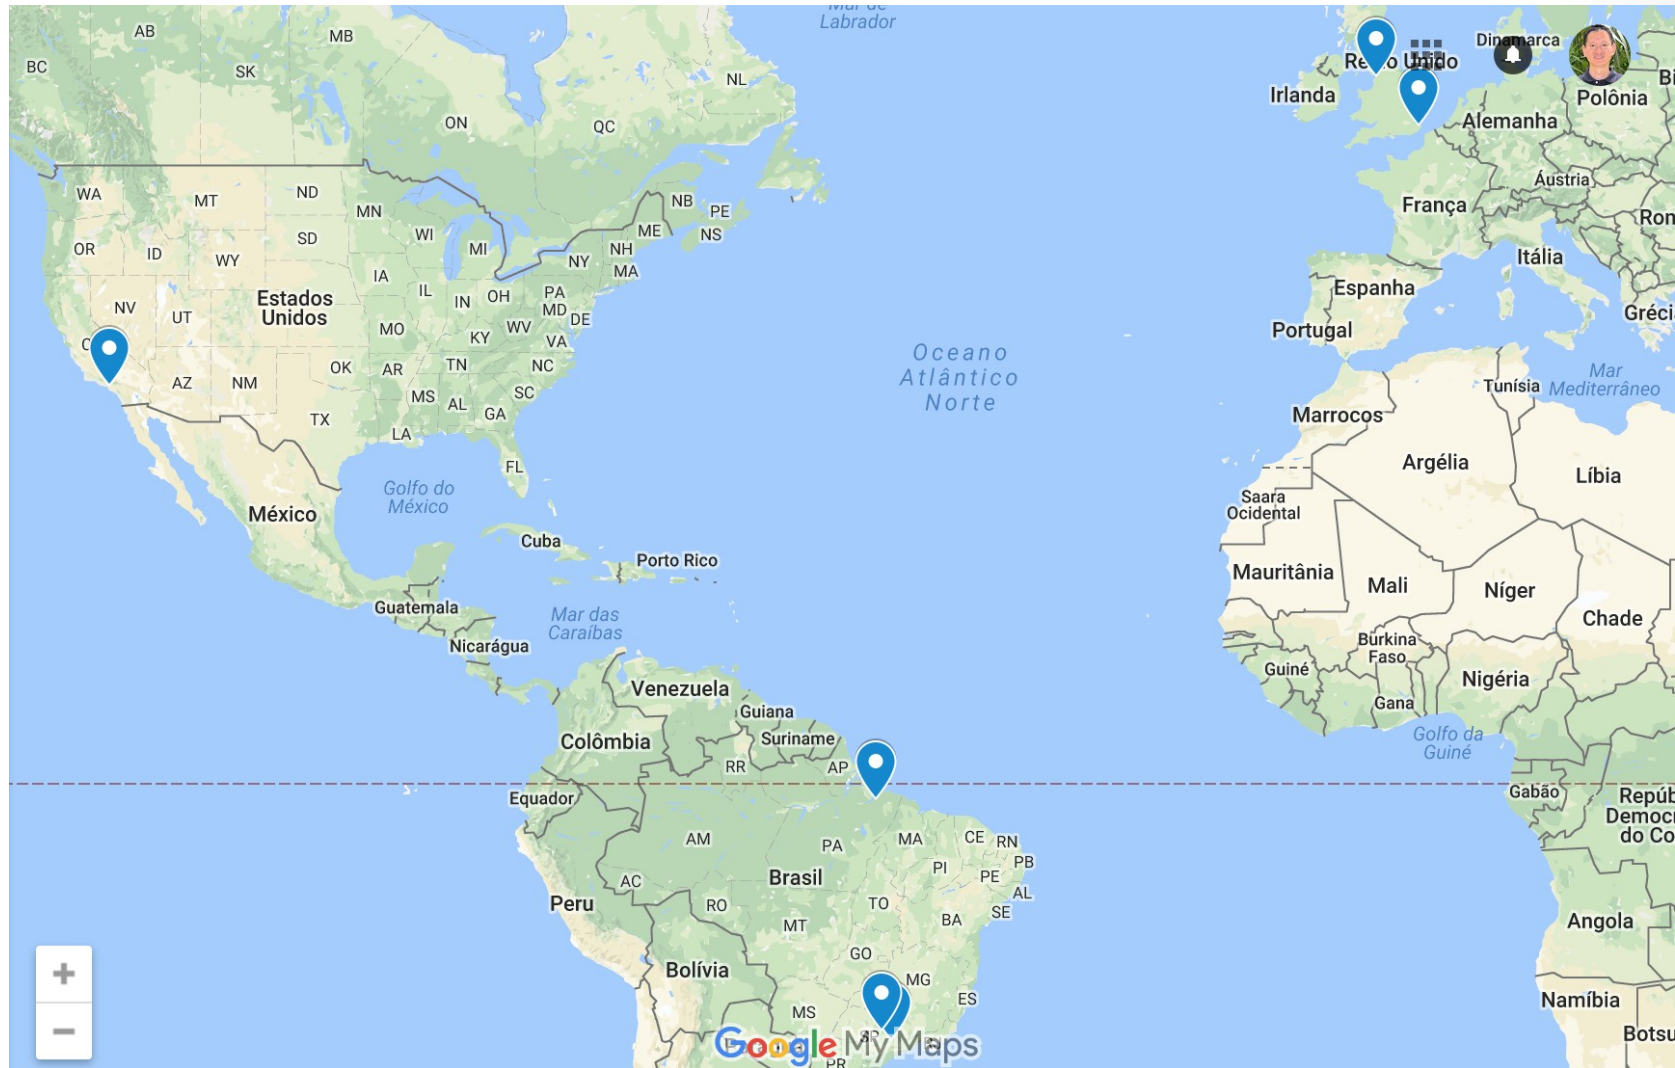 Mar de
Labrador
AB
MB
BC
SK
NL
ON
QC
Dinamarca
Reino Unido
Irlanda
Polônia
Alemanha
Áustria
França
Itália
Espanha
Portugal
WA
MT
ND
MN
NB
PE
OR
ID
WY
SD
WI
MI
ME
NS
NH
NY
MA
IA
NV
UT
Estados
Unidos
IL
IN
OH
PA
MD
DE
MO
KY
WV
VA
AZ
NM
OK
AR
TN
NC
MS
AL
SC
GA
TX
LA
FL
Oceano
Atlântico
Norte
Tunísia
Mar
Mediterrâneo
Marrocos
Argélia
Líbia
Golfo do
México
México
Saara
Ocidental
Cuba
Porto Rico
Mauritânia
Mali
Níger
Chade
Guatemala
Mar das
Caraíbas
Nicarágua
Burkina
Faso
Guiné
Nigéria
Gana
Venezuela
Guiana
Suriname
Colômbia
RR
AP
Golfo da
Guiné
Equador
Gabão
AM
PA
MA
CE
RN
PB
PI
PE
AL
SE
Brasil
AC
Peru
RO
TO
MT
BA
Angola
GO
Bolívia
MG
ES
MS
Namíbia
SP
PR
Google My Maps
+
−